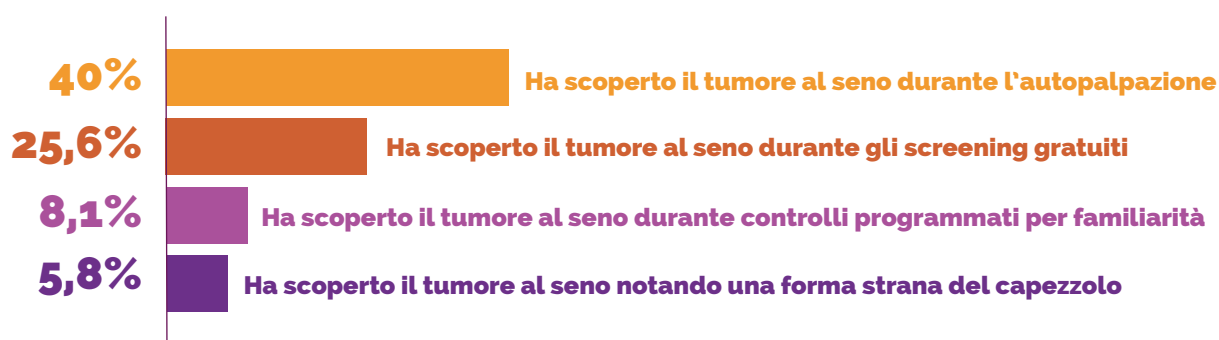 40% Ha scoperto il tumore al seno durante l'autopalpazione
25,6% Ha scoperto il tumore al seno durante gli screening gratuiti
8,1% Ha scoperto il tumore al seno durante controlli programmati per familiarità
5,8% Ha scoperto il tumore al seno notando una forma strana del capezzolo